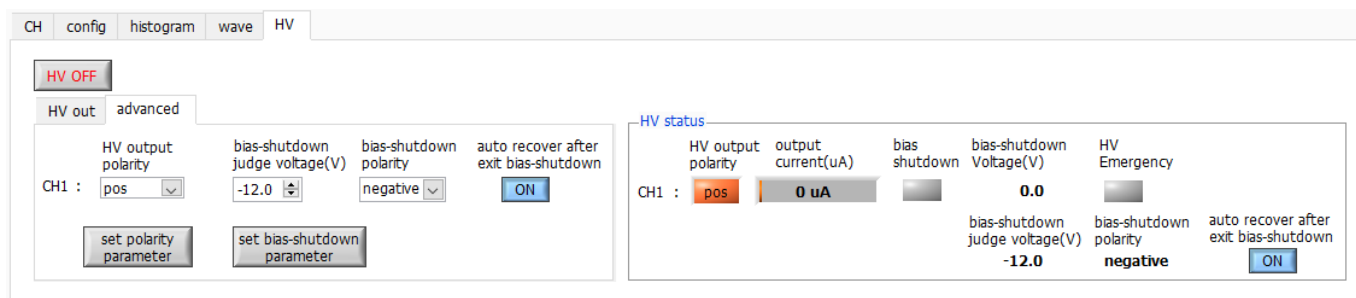 CH config histogram wave HV
HV OFF
HV out advanced
HV output
polarity
bias-shutdown
judge voltage(V)
bias-shutdown
polarity
auto recover after
exit bias-shutdown
CH1 : pos -12.0 negative ON
set polarity
parameter
set bias-shutdown
parameter
HV status
HV output
polarity
output
current(uA)
bias
shutdown
bias-shutdown
Voltage(V)
HV
Emergency
CH1 : pos 0 uA 0.0
bias-shutdown
judge voltage(V)
bias-shutdown
polarity
auto recover after
exit bias-shutdown
-12.0 negative ON